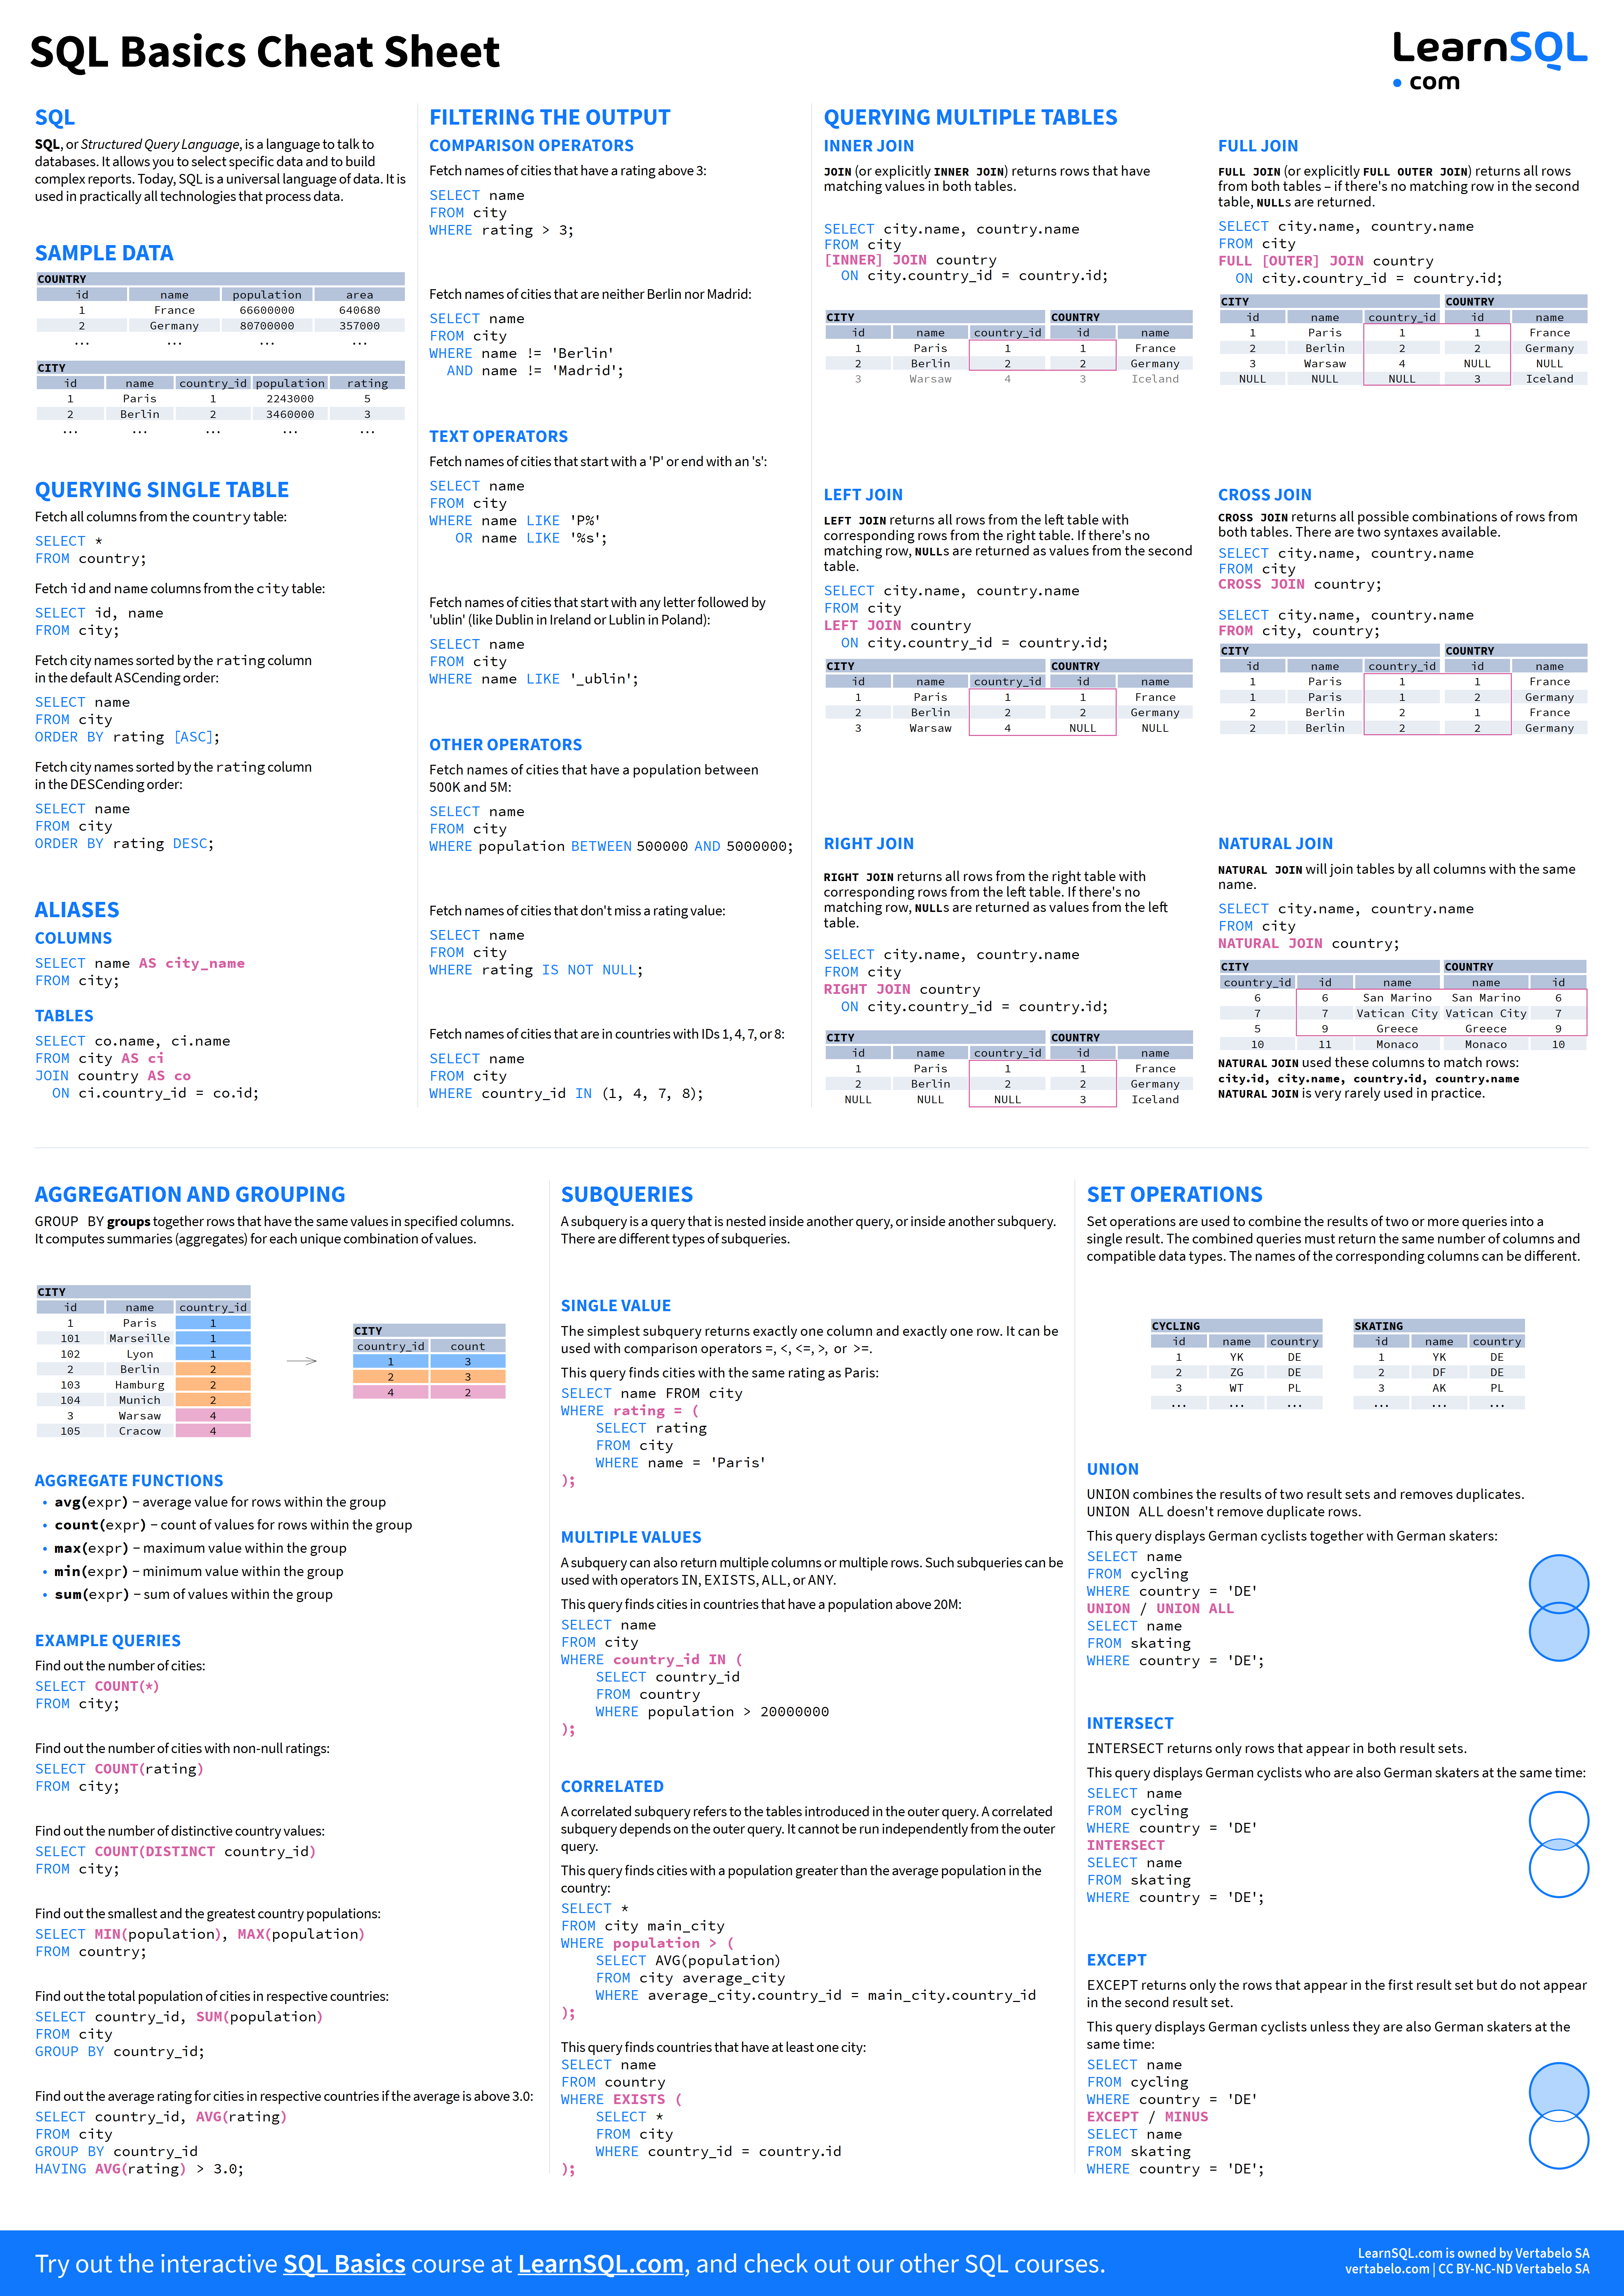 SQL Basics Cheat Sheet
LearnSQL
• com
SQL
SQL, or Structured Query Language, is a language to talk to
databases. It allows you to select specific data and to build
complex reports. Today, SQL is a universal language of data. It is
used in practically all technologies that process data.
SAMPLE DATA
COUNTRY
id name population area
1 France 66600000 640680
2 Germany 80700000 357000
... ... ... ...
CITY
id name country_id population rating
1 Paris 1 2243000 5
2 Berlin 2 3460000 3
... ... ... ... ...
QUERYING SINGLE TABLE
Fetch all columns from the country table:
SELECT *
FROM country;
Fetch id and name columns from the city table:
SELECT id, name
FROM city;
Fetch city names sorted by the rating column
in the default ASCending order:
SELECT name
FROM city
ORDER BY rating [ASC];
Fetch city names sorted by the rating column
in the DESCending order:
SELECT name
FROM city
ORDER BY rating DESC;
ALIASES
COLUMNS
SELECT name AS city_name
FROM city;
TABLES
SELECT co.name, ci.name
FROM city AS ci
JOIN country AS co
ON ci.country_id = co.id;
FILTERING THE OUTPUT
COMPARISON OPERATORS
Fetch names of cities that have a rating above 3:
SELECT name
FROM city
WHERE rating > 3;
Fetch names of cities that are neither Berlin nor Madrid:
SELECT name
FROM city
WHERE name != 'Berlin'
AND name != 'Madrid';
TEXT OPERATORS
Fetch names of cities that start with a 'P' or end with an 's':
SELECT name
FROM city
WHERE name LIKE 'P%'
OR name LIKE '%s';
Fetch names of cities that start with any letter followed by
'ublin' (like Dublin in Ireland or Lublin in Poland):
SELECT name
FROM city
WHERE name LIKE '_ublin';
OTHER OPERATORS
Fetch names of cities that have a population between
500K and 5M:
SELECT name
FROM city
WHERE population BETWEEN 500000 AND 5000000;
Fetch names of cities that don't miss a rating value:
SELECT name
FROM city
WHERE rating IS NOT NULL;
Fetch names of cities that are in countries with IDs 1, 4, 7, or 8:
SELECT name
FROM city
WHERE country_id IN (1, 4, 7, 8);
QUERYING MULTIPLE TABLES
INNER JOIN
JOIN (or explicitly INNER JOIN) returns rows that have
matching values in both tables.
SELECT city.name, country.name
FROM city
[INNER] JOIN country
ON city.country_id = country.id;
CITY COUNTRY
id name country_id id name
1 Paris 1 1 France
2 Berlin 2 2 Germany
3 Warsaw 4 3 Iceland
LEFT JOIN
LEFT JOIN returns all rows from the left table with
corresponding rows from the right table. If there's no
matching row, NULLs are returned as values from the second
table.
SELECT city.name, country.name
FROM city
LEFT JOIN country
ON city.country_id = country.id;
CITY COUNTRY
id name country_id id name
1 Paris 1 1 France
2 Berlin 2 2 Germany
3 Warsaw 4 NULL NULL
RIGHT JOIN
RIGHT JOIN returns all rows from the right table with
corresponding rows from the left table. If there's no
matching row, NULLs are returned as values from the left
table.
SELECT city.name, country.name
FROM city
RIGHT JOIN country
ON city.country_id = country.id;
CITY COUNTRY
id name country_id id name
1 Paris 1 1 France
2 Berlin 2 2 Germany
NULL NULL NULL 3 Iceland
FULL JOIN
FULL JOIN (or explicitly FULL OUTER JOIN) returns all rows
from both tables – if there's no matching row in the second
table, NULLs are returned.
SELECT city.name, country.name
FROM city
FULL [OUTER] JOIN country
ON city.country_id = country.id;
CITY COUNTRY
id name country_id id name
1 Paris 1 1 France
2 Berlin 2 2 Germany
3 Warsaw 4 NULL NULL
NULL NULL NULL 3 Iceland
CROSS JOIN
CROSS JOIN returns all possible combinations of rows from
both tables. There are two syntaxes available.
SELECT city.name, country.name
FROM city
CROSS JOIN country;
SELECT city.name, country.name
FROM city, country;
CITY COUNTRY
id name country_id id name
1 Paris 1 1 France
1 Paris 1 2 Germany
2 Berlin 2 1 France
2 Berlin 2 2 Germany
NATURAL JOIN
NATURAL JOIN will join tables by all columns with the same
name.
SELECT city.name, country.name
FROM city
NATURAL JOIN country;
CITY COUNTRY
country_id id name name id
6 6 San Marino San Marino 6
7 7 Vatican City Vatican City 7
5 9 Greece Greece 9
10 11 Monaco Monaco 10
NATURAL JOIN used these columns to match rows:
city.id, city.name, country.id, country.name
NATURAL JOIN is very rarely used in practice.
AGGREGATION AND GROUPING
GROUP BY groups together rows that have the same values in specified columns.
It computes summaries (aggregates) for each unique combination of values.
CITY
id name country_id
1 Paris 1
101 Marseille 1
102 Lyon 1
2 Berlin 2
103 Hamburg 2
104 Munich 2
3 Warsaw 4
105 Cracow 4
CITY
country_id count
1 3
2 3
4 2
AGGREGATE FUNCTIONS
• avg(expr) – average value for rows within the group
• count(expr) – count of values for rows within the group
• max(expr) – maximum value within the group
• min(expr) – minimum value within the group
• sum(expr) – sum of values within the group
EXAMPLE QUERIES
Find out the number of cities:
SELECT COUNT(*)
FROM city;
Find out the number of cities with non-null ratings:
SELECT COUNT(rating)
FROM city;
Find out the number of distinctive country values:
SELECT COUNT(DISTINCT country_id)
FROM city;
Find out the smallest and the greatest country populations:
SELECT MIN(population), MAX(population)
FROM country;
Find out the total population of cities in respective countries:
SELECT country_id, SUM(population)
FROM city
GROUP BY country_id;
Find out the average rating for cities in respective countries if the average is above 3.0:
SELECT country_id, AVG(rating)
FROM city
GROUP BY country_id
HAVING AVG(rating) > 3.0;
SUBQUERIES
A subquery is a query that is nested inside another query, or inside another subquery.
There are different types of subqueries.
SINGLE VALUE
The simplest subquery returns exactly one column and exactly one row. It can be
used with comparison operators =, <, <=, >, or >=.
This query finds cities with the same rating as Paris:
SELECT name FROM city
WHERE rating = (
SELECT rating
FROM city
WHERE name = 'Paris'
);
MULTIPLE VALUES
A subquery can also return multiple columns or multiple rows. Such subqueries can be
used with operators IN, EXISTS, ALL, or ANY.
This query finds cities in countries that have a population above 20M:
SELECT name
FROM city
WHERE country_id IN (
SELECT country_id
FROM country
WHERE population > 20000000
);
CORRELATED
A correlated subquery refers to the tables introduced in the outer query. A correlated
subquery depends on the outer query. It cannot be run independently from the outer
query.
This query finds cities with a population greater than the average population in the
country:
SELECT *
FROM city main_city
WHERE population > (
SELECT AVG(population)
FROM city average_city
WHERE average_city.country_id = main_city.country_id
);
This query finds countries that have at least one city:
SELECT name
FROM country
WHERE EXISTS (
SELECT *
FROM city
WHERE country_id = country.id
);
SET OPERATIONS
Set operations are used to combine the results of two or more queries into a
single result. The combined queries must return the same number of columns and
compatible data types. The names of the corresponding columns can be different.
CYCLING
id name country
1 YK DE
2 ZG DE
3 WT PL
... ... ...
SKATING
id name country
1 YK DE
2 DF DE
3 AK PL
... ... ...
UNION
UNION combines the results of two result sets and removes duplicates.
UNION ALL doesn't remove duplicate rows.
This query displays German cyclists together with German skaters:
SELECT name
FROM cycling
WHERE country = 'DE'
UNION / UNION ALL
SELECT name
FROM skating
WHERE country = 'DE';
INTERSECT
INTERSECT returns only rows that appear in both result sets.
This query displays German cyclists who are also German skaters at the same time:
SELECT name
FROM cycling
WHERE country = 'DE'
INTERSECT
SELECT name
FROM skating
WHERE country = 'DE';
EXCEPT
EXCEPT returns only the rows that appear in the first result set but do not appear
in the second result set.
This query displays German cyclists unless they are also German skaters at the
same time:
SELECT name
FROM cycling
WHERE country = 'DE'
EXCEPT / MINUS
SELECT name
FROM skating
WHERE country = 'DE';
Try out the interactive SQL Basics course at LearnSQL.com, and check out our other SQL courses.
LearnSQL.com is owned by Vertabelo SA
vertabelo.com | CC BY-NC-ND Vertabelo SA